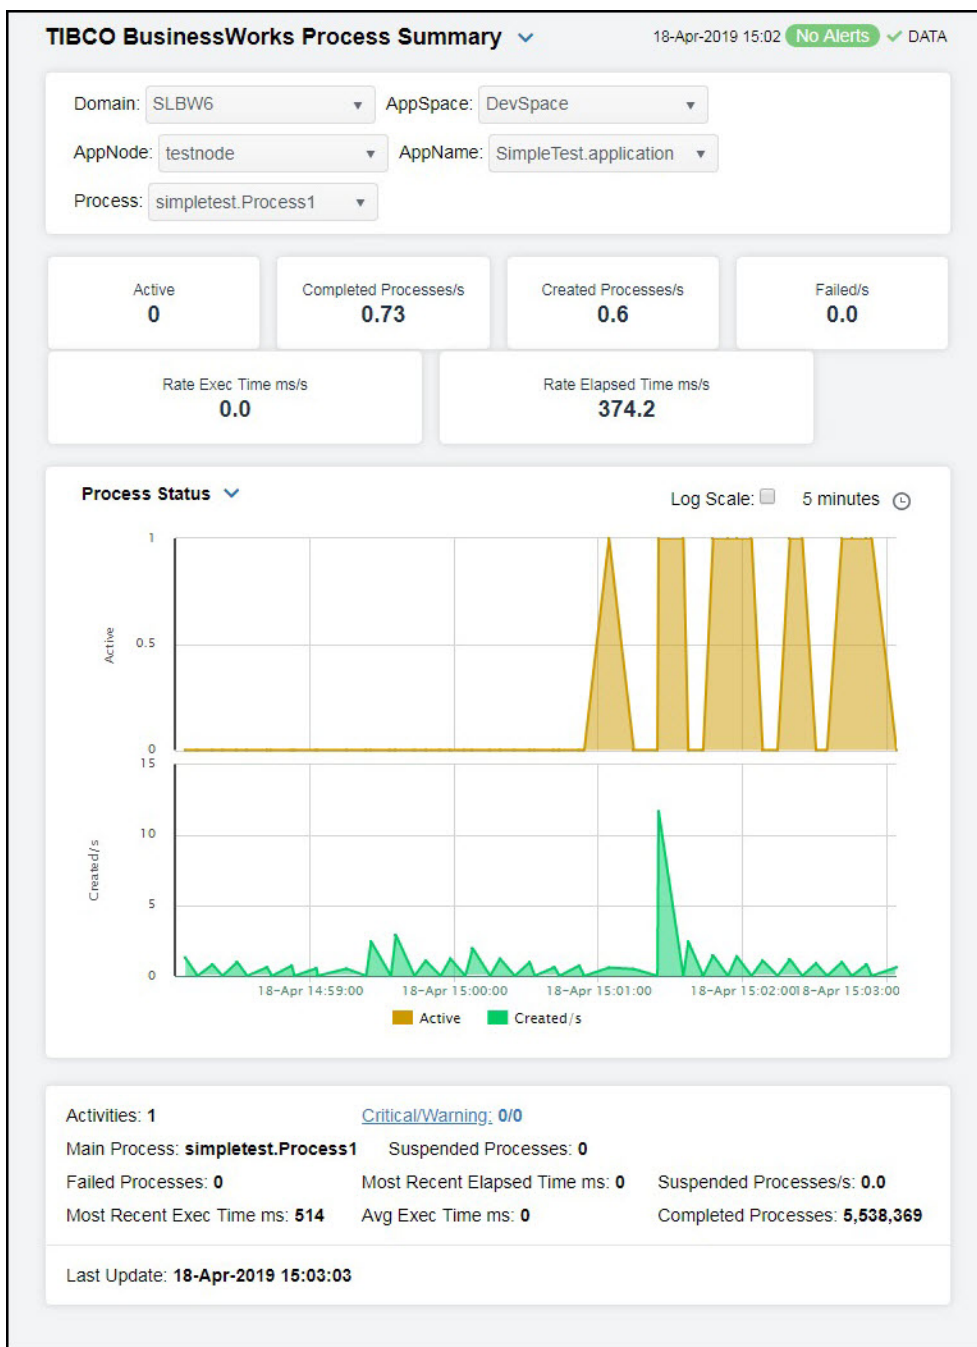 TIBCO BusinessWorks Process Summary 18-Apr-2019 15:02 No Alerts DATA
Domain: SLBW6 AppSpace: DevSpace
AppNode: testnode AppName: SimpleTest.application
Process: simpletest.Process1
Active Completed Processes/s Created Processes/s Failed/s
0 0.73 0.6 0.0
Rate Exec Time ms/s Rate Elapsed Time ms/s
0.0 374.2
Process Status Log Scale: 5 minutes
1
Active
0.5
0
15
10
Created/s
5
0
18-Apr 14:59:00 18-Apr 15:00:00 18-Apr 15:01:00 18-Apr 15:02:00 18-Apr 15:03:00
Active Created/s
Activities: 1 Critical/Warning: 0/0
Main Process: simpletest.Process1 Suspended Processes: 0
Failed Processes: 0 Most Recent Elapsed Time ms: 0 Suspended Processes/s: 0.0
Most Recent Exec Time ms: 514 Avg Exec Time ms: 0 Completed Processes: 5,538,369
Last Update: 18-Apr-2019 15:03:03